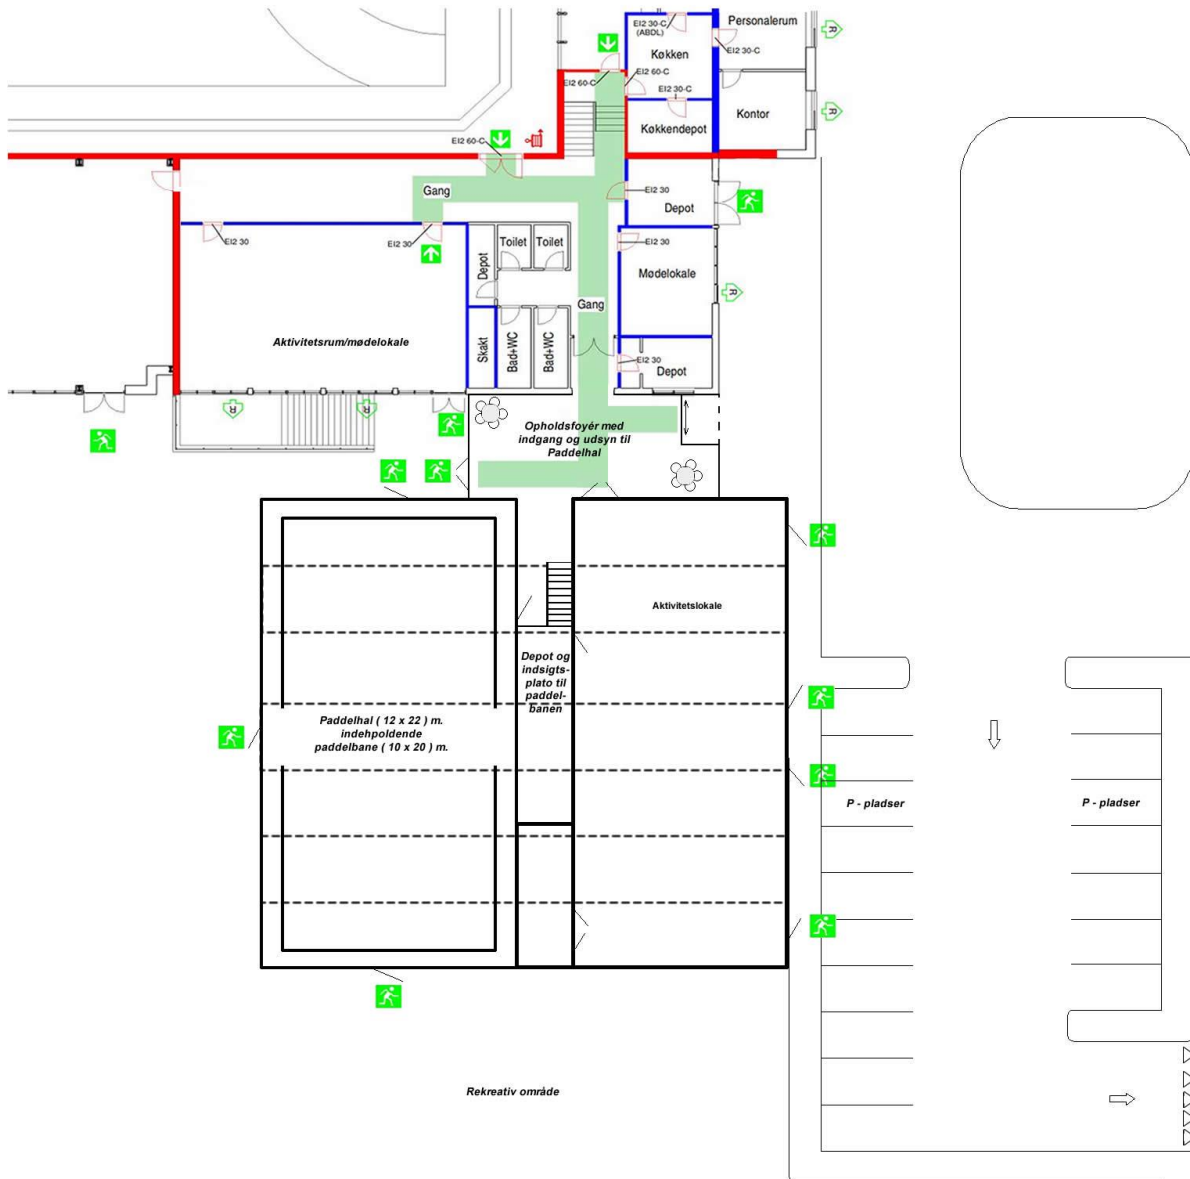 EI2 30-C
(ABDL)
Personalerum
Køkken
EI2 30-C
EI2 60-C
EI2 60-C
EI2 30-C
Kontor
Køkkendepot
EI2 60-C
Gang
EI2 30
Depot
EI2 30
EI2 30
Toilet
Toilet
EI2 30
Depot
Mødelokale
R
Gang
Aktivitetsrum/mødelokale
Skakt
Bad+WC
Bad+WC
EI2 30
Depot
R
R
R
R
Opholdsfoyér med
indgang og udsyn til
Paddelhal
Aktivitetslokale
Depot og
indsigts-
plato til
paddel-
banen
Paddelhal ( 12 x 22 ) m.
indehpoldende
paddelbane ( 10 x 20 ) m.
P - pladser
P - pladser
Rekreativ område